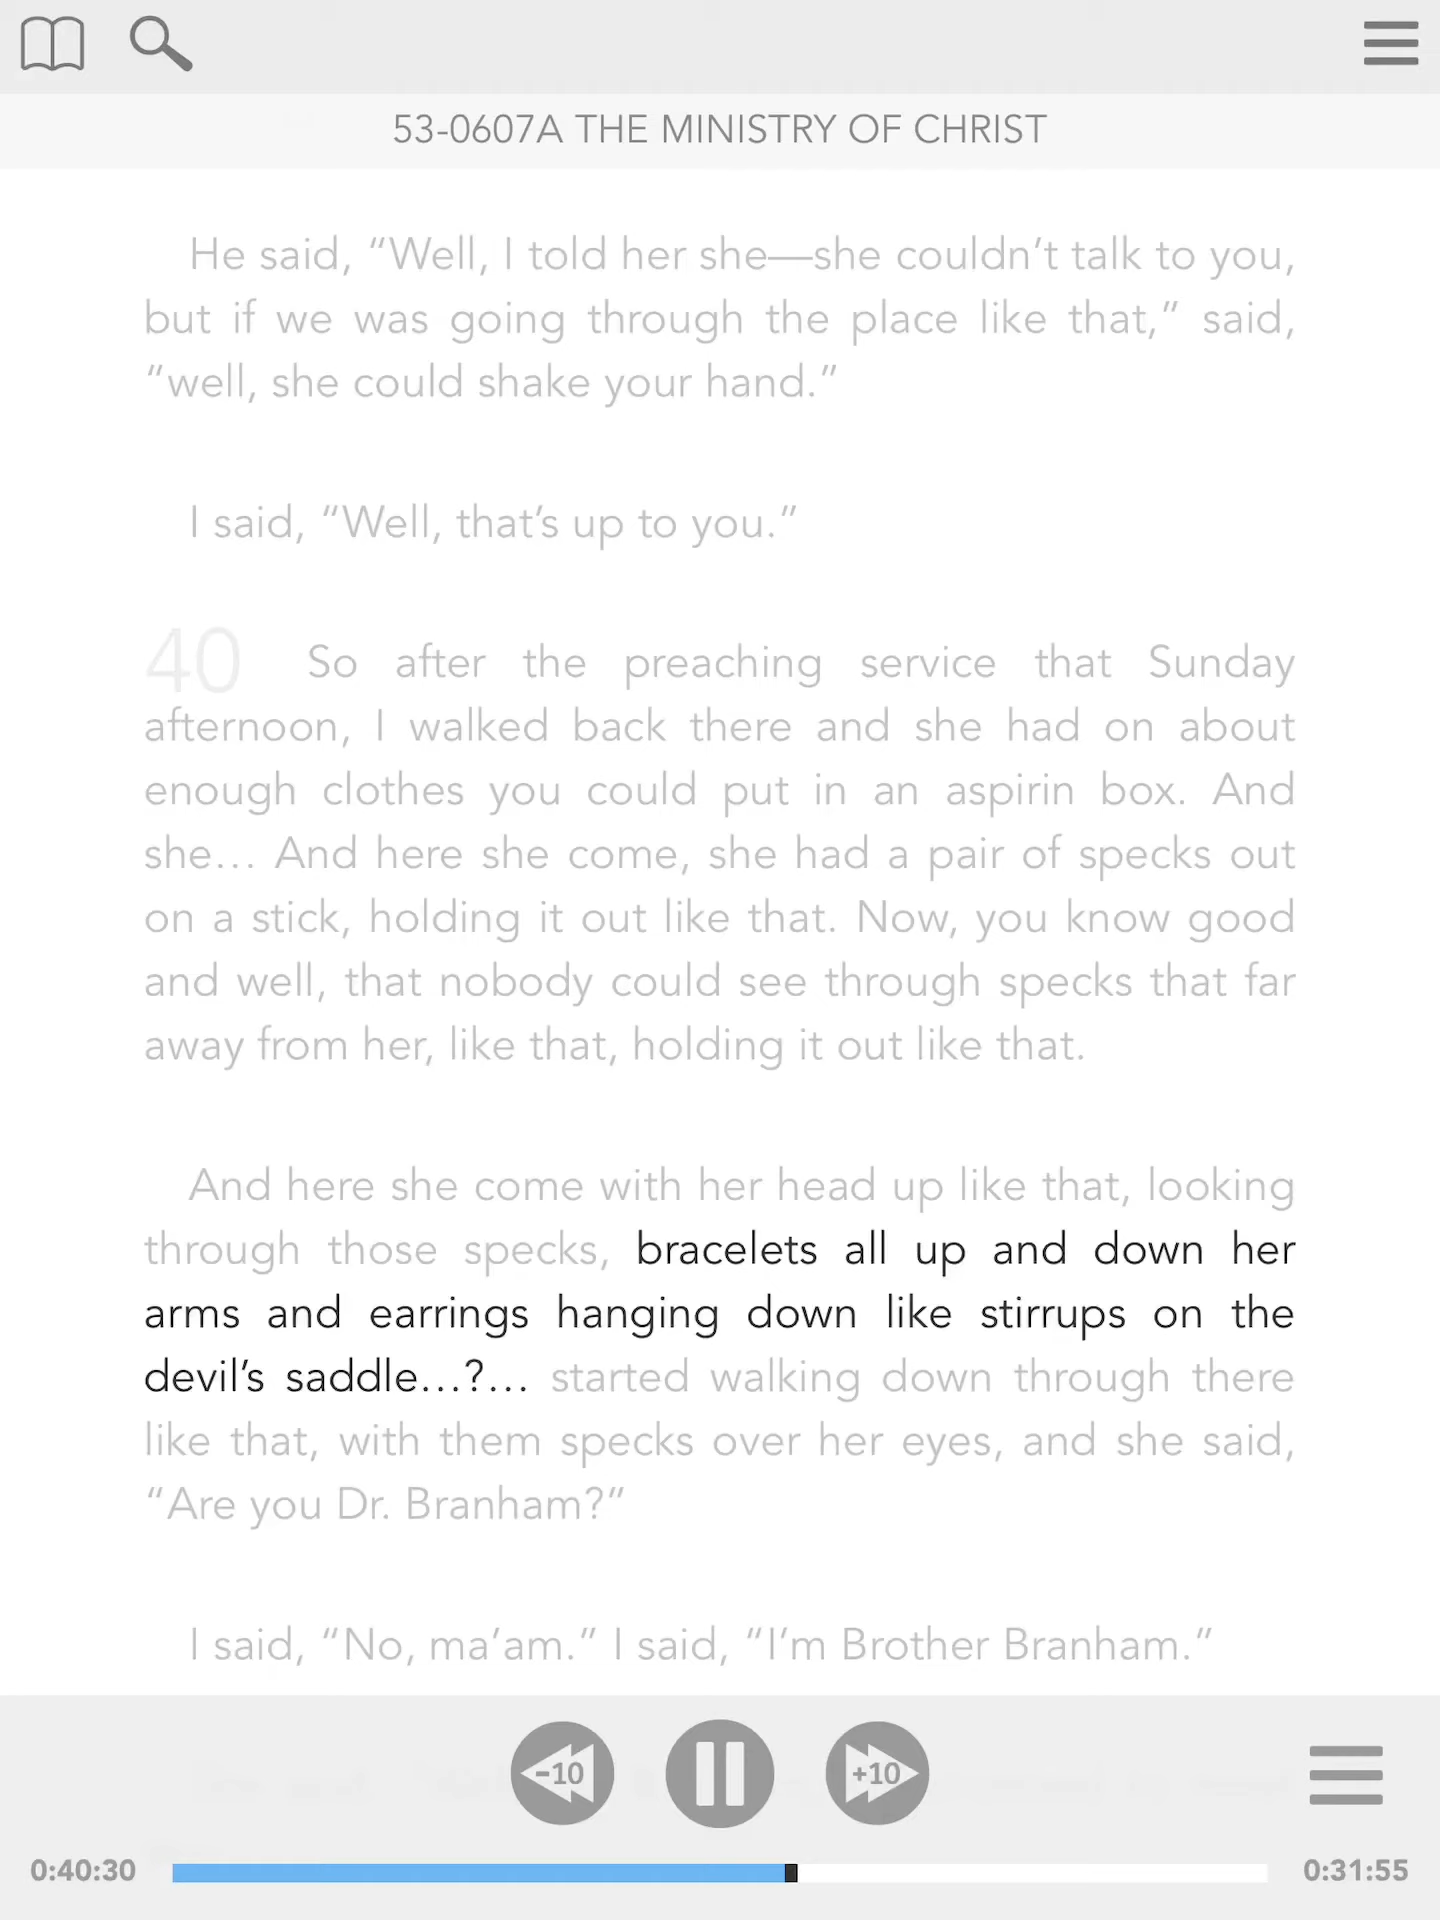 53-0607A THE MINISTRY OF CHRIST
He said, “Well, I told her she—she couldn’t talk to you,
but if we was going through the place like that,” said,
“well, she could shake your hand.”
I said, “Well, that’s up to you.”
40 So after the preaching service that Sunday
afternoon, I walked back there and she had on about
enough clothes you could put in an aspirin box. And
she… And here she come, she had a pair of specks out
on a stick, holding it out like that. Now, you know good
and well, that nobody could see through specks that far
away from her, like that, holding it out like that.
And here she come with her head up like that, looking
through those specks, bracelets all up and down her
arms and earrings hanging down like stirrups on the
devil’s saddle…?… started walking down through there
like that, with them specks over her eyes, and she said,
“Are you Dr. Branham?“
I said, “No, ma’am.” I said, “I’m Brother Branham.”
-10 +10
0:40:30 0:31:55